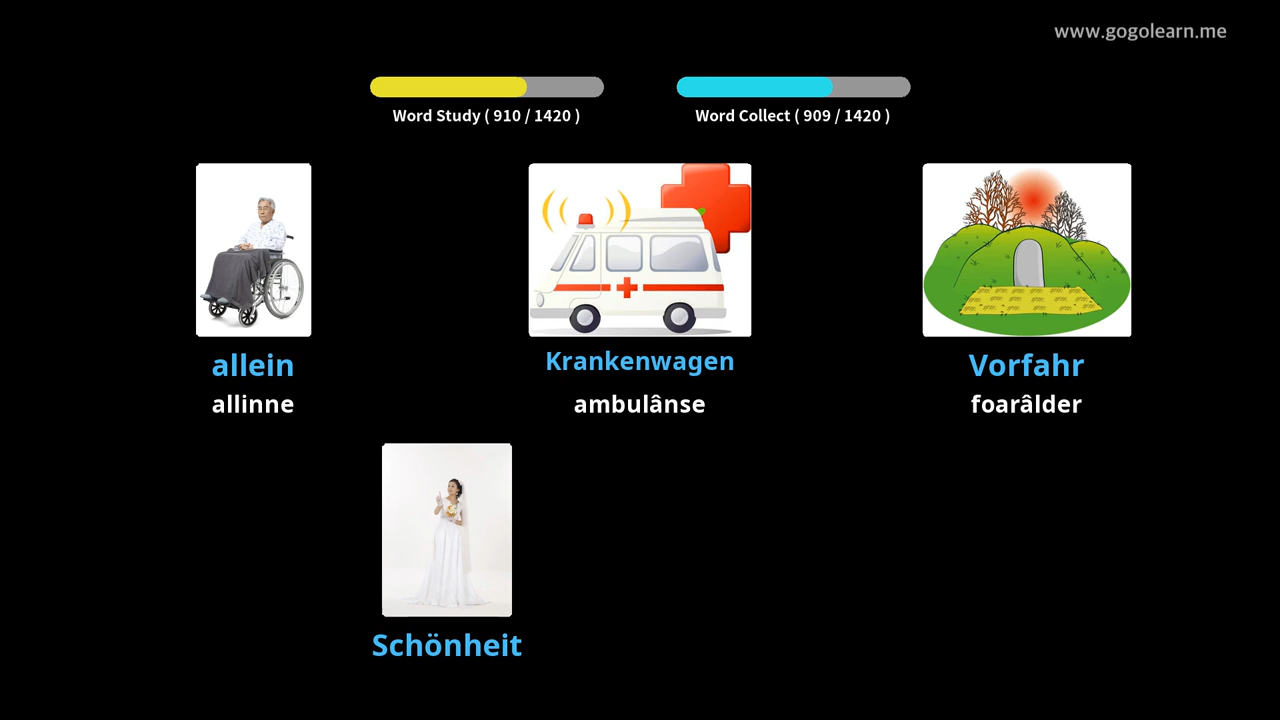 www.gogolearn.me
Word Study ( 910 / 1420 )
Word Collect ( 909 / 1420 )
allein
allinne
Krankenwagen
ambulânse
Vorfahr
foarâlder
Schönheit